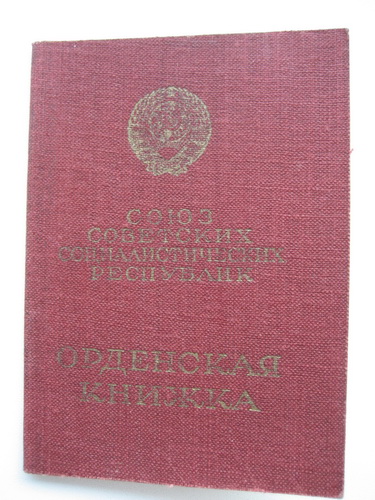 СОЮЗ
СОВЕТСКИХ
СОЦИАЛИСТИЧЕСКИХ
РЕСПУБЛИК
ОРДЕНСКАЯ
КНИЖКА